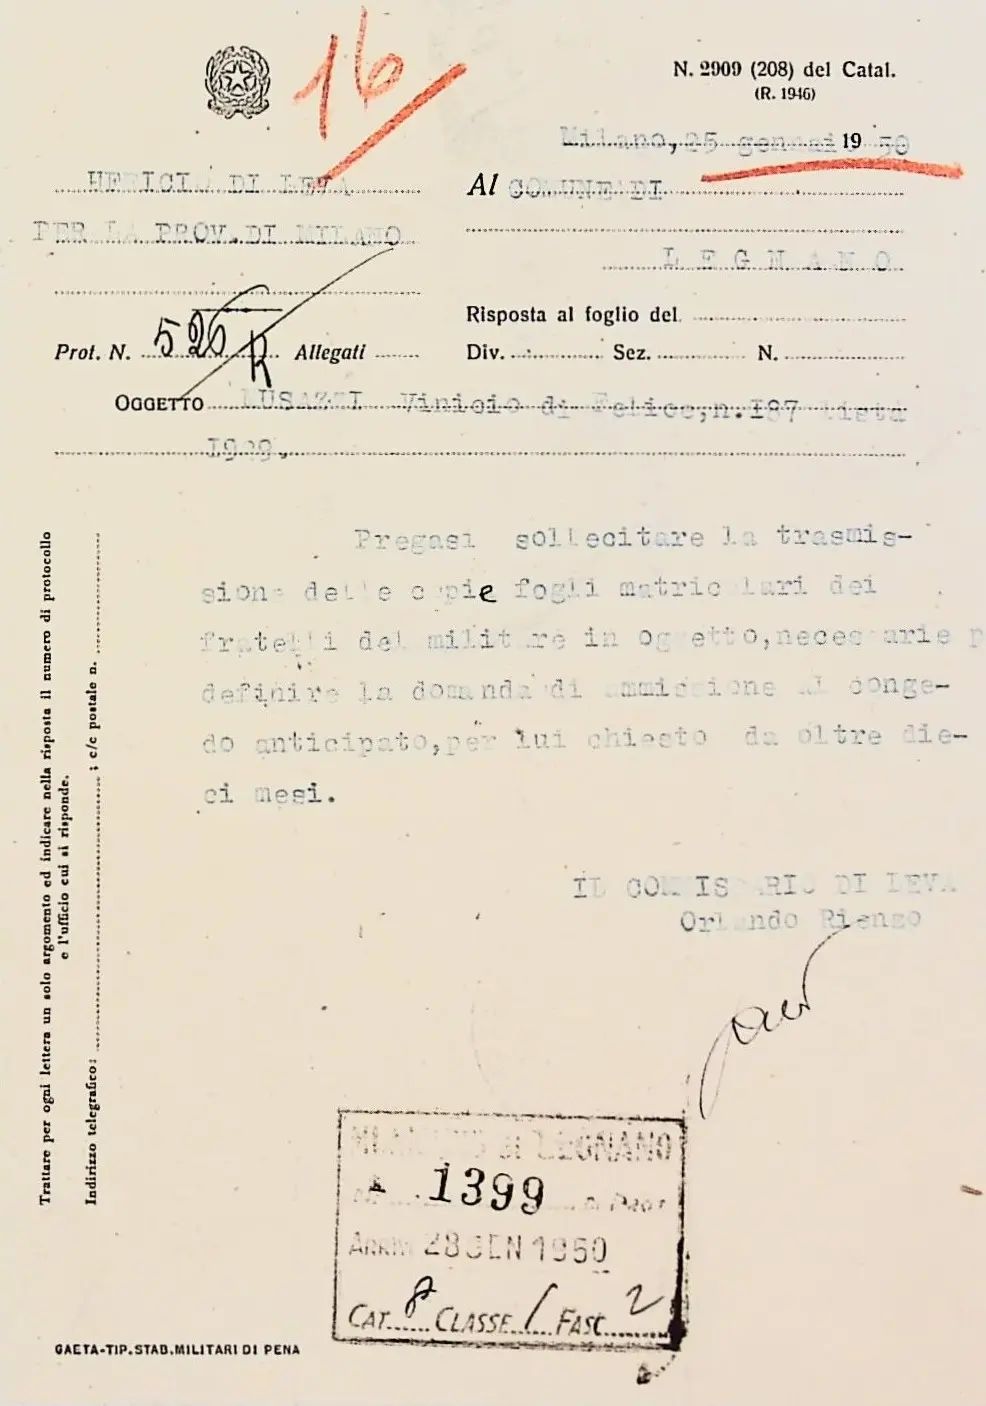 16
N. 2909 (208) del Catal.
(R. 1946)
Milano, 25 gennai 1950
UFFICIO DI LEVA
PER LA PROV. DI MILANO
Al COMUNE DI
LEGNANO
Risposta al foglio del
Prot. N. 526/R Allegati
Div. Sez. N.
OGGETTO LUSAZZI Vinicio di Felice, n. 187 lista
1929.
Pregasi sollecitare la trasmis-
sione delle copie fogli matricolari dei
fratelli del militare in oggetto, necessarie p
definire la domanda di ammissione al conge-
do anticipato, per lui chiesto da oltre die-
ci mesi.
IL COMMISSARIO DI LEVA
Orlando Rienzo
Trattare per ogni lettera un solo argomento ed indicare nella risposta il numero di protocollo
e l'ufficio cui si risponde.
Indirizzo telegrafico: ; c/c postale n.
DI LEGNANO
1399 di Prot
Arrivo 28 GEN 1950
CAT. 8 CLASSE 1 FASC. 2
GAETA-TIP. STAB. MILITARI DI PENA